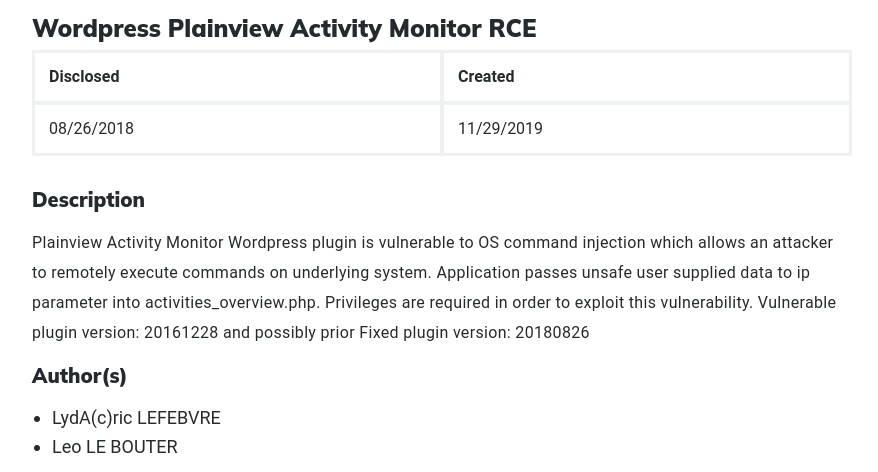 Wordpress Plainview Activity Monitor RCE
Disclosed Created
08/26/2018 11/29/2019
Description
Plainview Activity Monitor Wordpress plugin is vulnerable to OS command injection which allows an attacker
to remotely execute commands on underlying system. Application passes unsafe user supplied data to ip
parameter into activities_overview.php. Privileges are required in order to exploit this vulnerability. Vulnerable
plugin version: 20161228 and possibly prior Fixed plugin version: 20180826
Author(s)
• LydA(c)ric LEFEBVRE
• Leo LE BOUTER